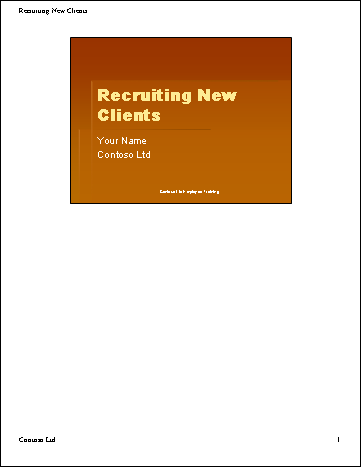 Recruiting New Clients
Recruiting New
Clients
Your Name
Contoso Ltd
Contoso Ltd
1